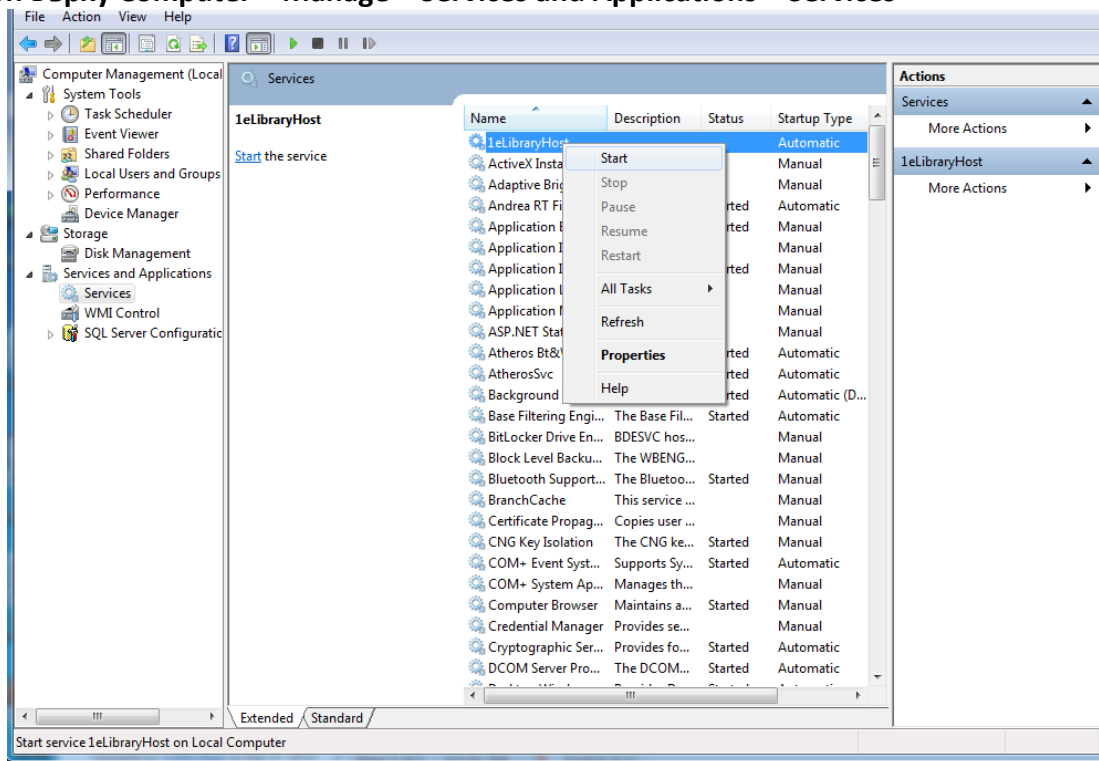 Computer – Manage – Services and Applications – Services
File Action View Help
Computer Management (Local
System Tools
Task Scheduler
Event Viewer
Shared Folders
Local Users and Groups
Performance
Device Manager
Storage
Disk Management
Services and Applications
Services
WMI Control
SQL Server Configuratic
Services
1eLibraryHost
Start the service
Name Description Status Startup Type
1eLibraryHost Automatic
ActiveX Insta Manual
Adaptive Brig Manual
Andrea RT Fi rted Automatic
Application E rted Manual
Application I Manual
Application I rted Manual
Application L Manual
Application M Manual
ASP.NET Stat Manual
Atheros Bt&W rted Automatic
AtherosSvc rted Automatic
Background rted Automatic (D...
Base Filtering Engi... The Base Fil... Started Automatic
BitLocker Drive En... BDESVC hos... Manual
Block Level Backu... The WBENG... Manual
Bluetooth Support... The Bluetoo... Started Manual
BranchCache This service ... Manual
Certificate Propag... Copies user ... Manual
CNG Key Isolation The CNG ke... Started Manual
COM+ Event Syst... Supports Sy... Started Automatic
COM+ System Ap... Manages th... Manual
Computer Browser Maintains a... Started Manual
Credential Manager Provides se... Manual
Cryptographic Ser... Provides fo... Started Automatic
DCOM Server Pro... The DCOM... Started Automatic
Start
Stop
Pause
Resume
Restart
All Tasks
Refresh
Properties
Help
Extended Standard
Actions
Services
More Actions
1eLibraryHost
More Actions
Start service 1eLibraryHost on Local Computer